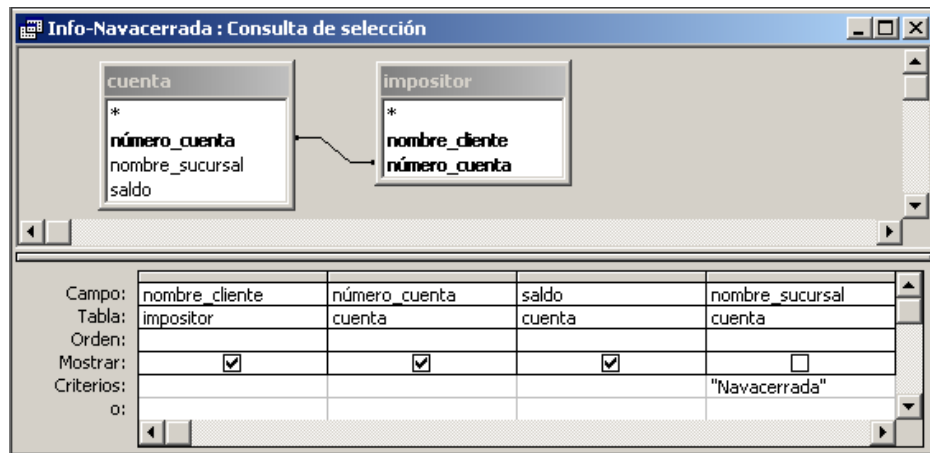 Info-Navacerrada : Consulta de selección
cuenta
*
número_cuenta
nombre_sucursal
saldo
impositor
*
nombre_cliente
número_cuenta
Campo: nombre_cliente número_cuenta saldo nombre_sucursal
Tabla: impositor cuenta cuenta cuenta
Orden:
Mostrar:
Criterios: "Navacerrada"
o: